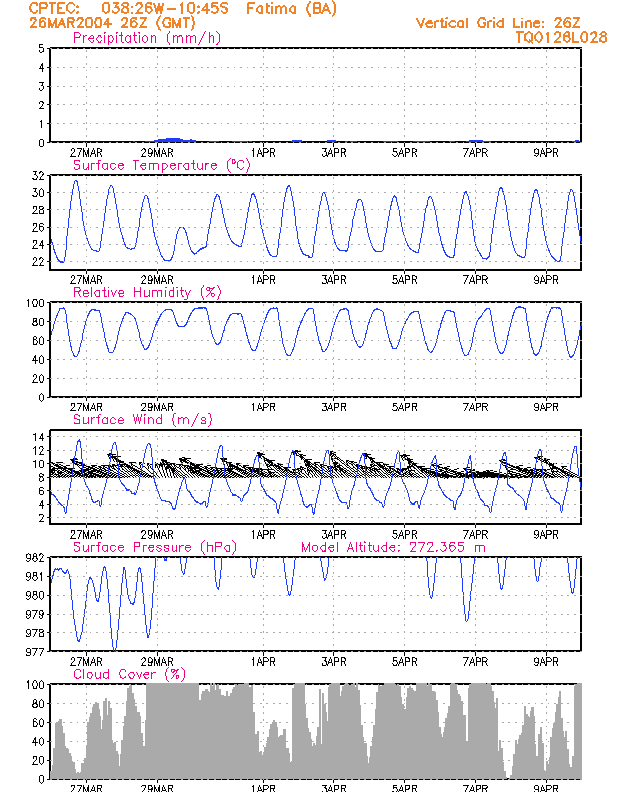 CPTEC: 038:26W-10:45S Fatima (BA)
26MAR2004 26Z (GMT) Vertical Grid Line: 26Z
Precipitation (mm/h) TQ0126L028
5
4
3
2
1
0
27MAR 29MAR 1APR 3APR 5APR 7APR 9APR
Surface Temperature (ºC)
32
30
28
26
24
22
27MAR 29MAR 1APR 3APR 5APR 7APR 9APR
Relative Humidity (%)
100
80
60
40
20
0
27MAR 29MAR 1APR 3APR 5APR 7APR 9APR
Surface Wind (m/s)
14
12
10
8
6
4
2
27MAR 29MAR 1APR 3APR 5APR 7APR 9APR
Surface Pressure (hPa) Model Altitude: 272.365 m
982
981
980
979
978
977
27MAR 29MAR 1APR 3APR 5APR 7APR 9APR
Cloud Cover (%)
100
80
60
40
20
0
27MAR 29MAR 1APR 3APR 5APR 7APR 9APR